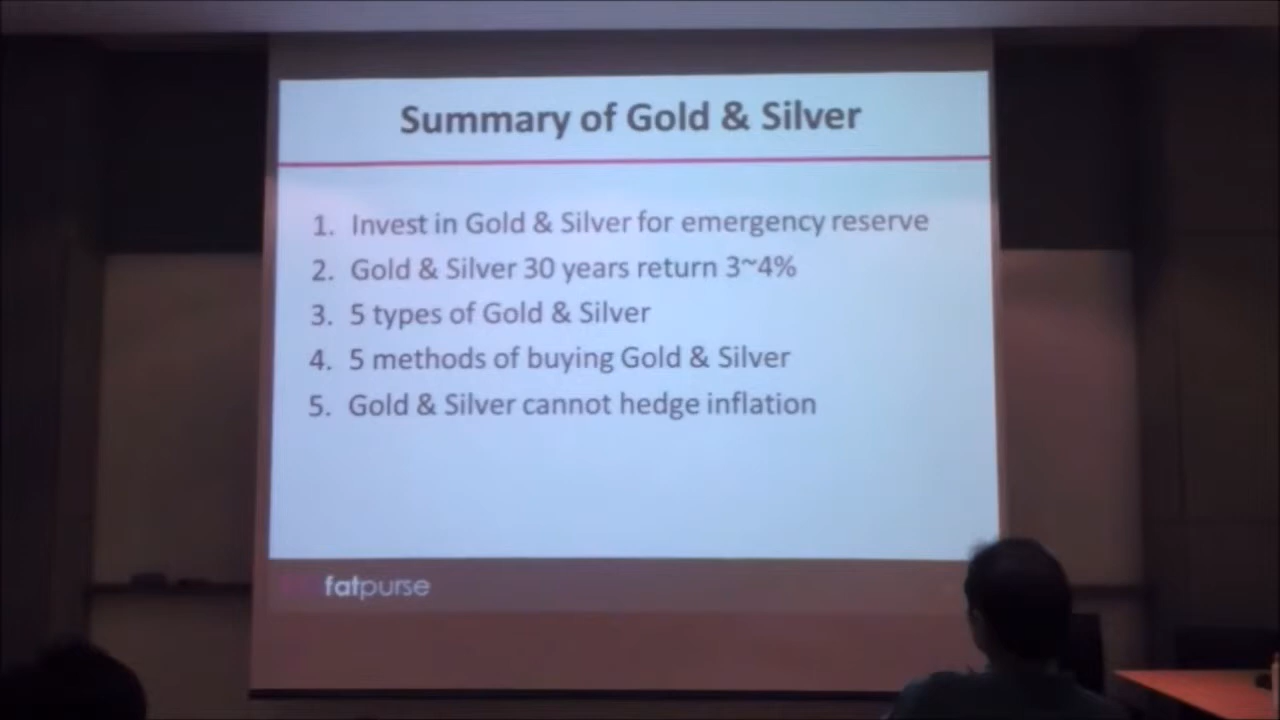 Summary of Gold & Silver
1. Invest in Gold & Silver for emergency reserve
2. Gold & Silver 30 years return 3~4%
3. 5 types of Gold & Silver
4. 5 methods of buying Gold & Silver
5. Gold & Silver cannot hedge inflation
fatpurse